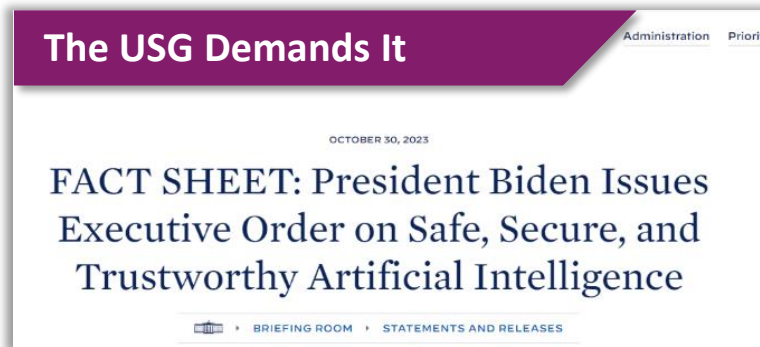 The USG Demands It
Administration
OCTOBER 30, 2023
FACT SHEET: President Biden Issues
Executive Order on Safe, Secure, and
Trustworthy Artificial Intelligence
BRIEFING ROOM STATEMENTS AND RELEASES